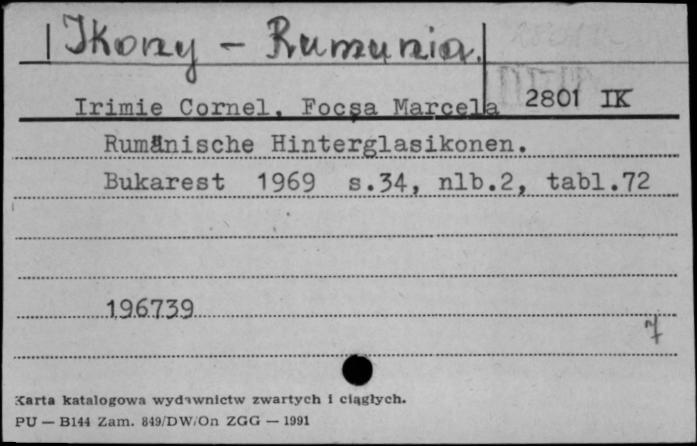 Ikony - Rumunia.
Irimie Cornel, Focşa Marcela 2801 IK
Rumänische Hinterglasikonen.
Bukarest 1969 s.34, nlb.2, tabl.72
196739
Karta katalogowa wydawnictw zwartych i ciągłych.
PU — B144 Zam. 849/DW/On ZGG — 1991